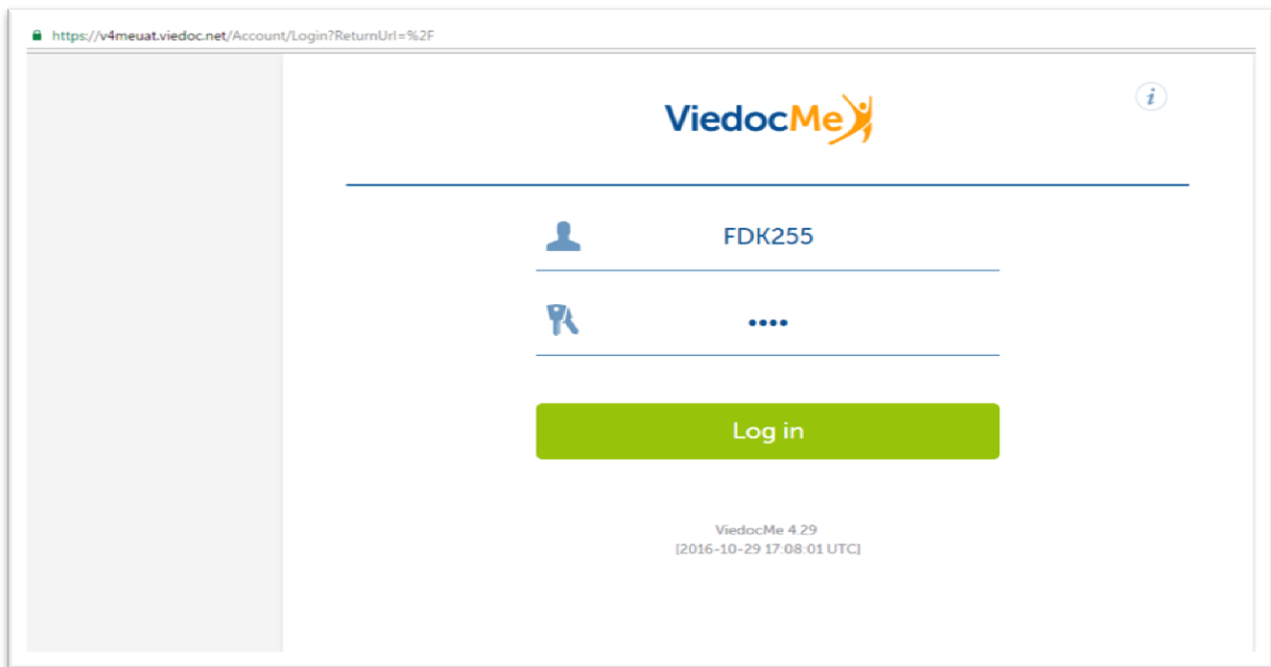 https://v4meuat.viedoc.net/Account/Login?ReturnUrl=%2F
ViedocMe
i
FDK255
••••
Log in
ViedocMe 4.29
[2016-10-29 17:08:01 UTC]